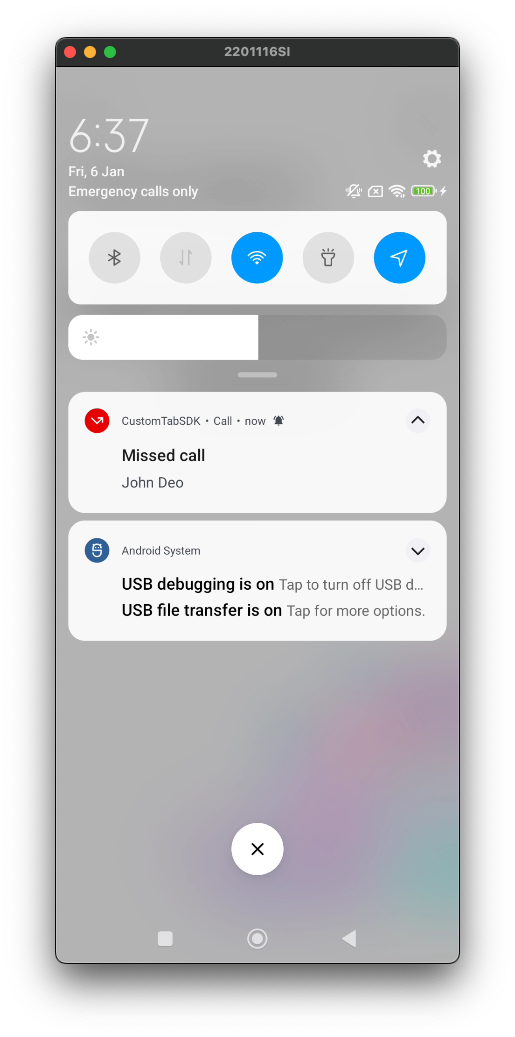 2201116SI
6:37
Fri, 6 Jan
Emergency calls only
100
CustomTabSDK • Call • now
Missed call
John Deo
Android System
USB debugging is on Tap to turn off USB d...
USB file transfer is on Tap for more options.